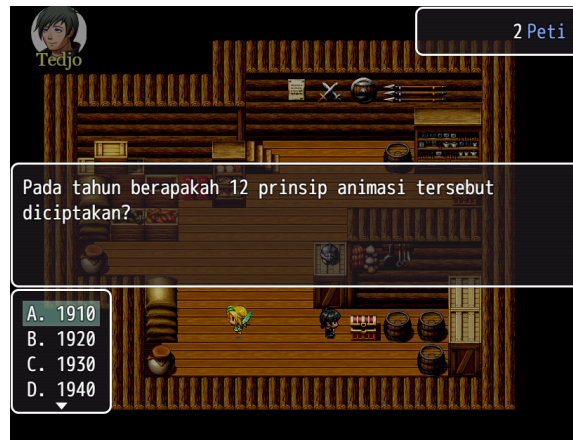 Tedjo
2 Peti
Pada tahun berapakah 12 prinsip animasi tersebut
diciptakan?
A. 1910
B. 1920
C. 1930
D. 1940